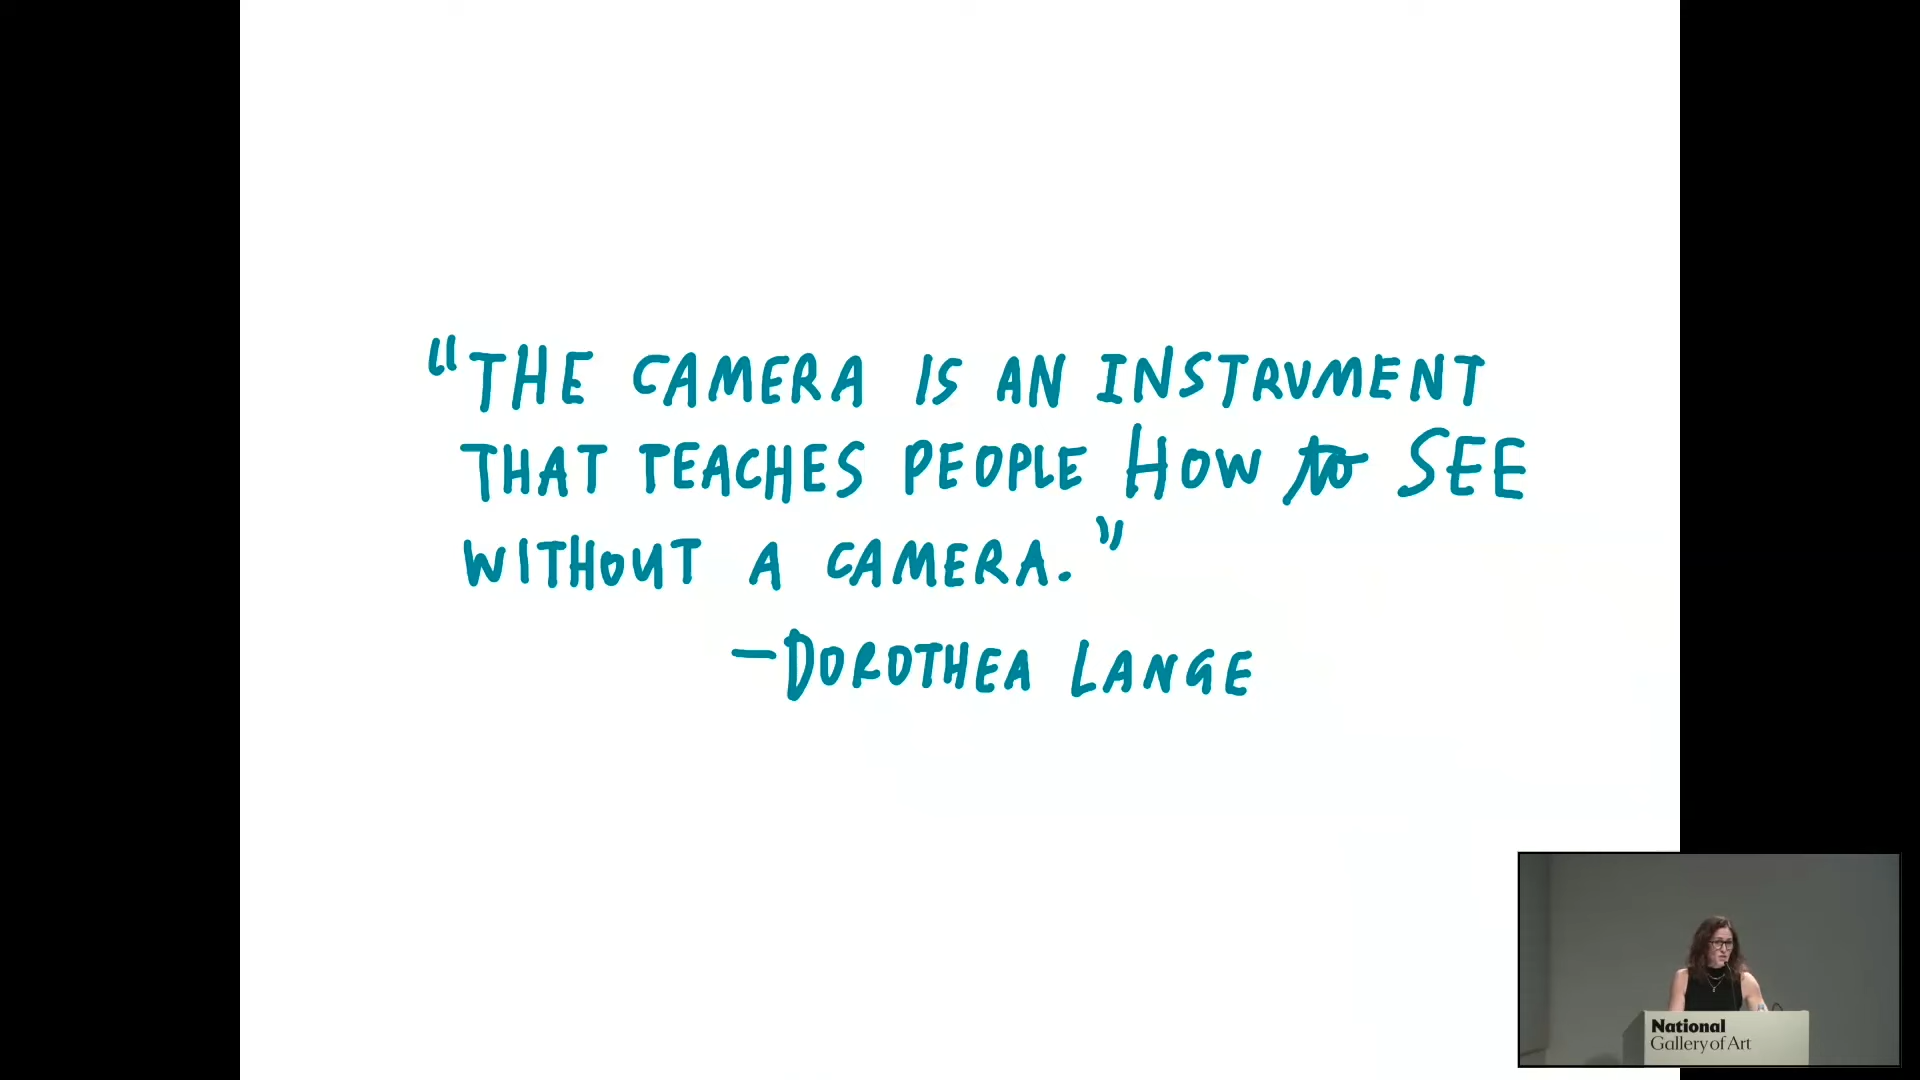 “THE CAMERA IS AN INSTRUMENT
THAT TEACHES PEOPLE HOW to SEE
WITHOUT A CAMERA.”
—DOROTHEA LANGE
National
Gallery of Art